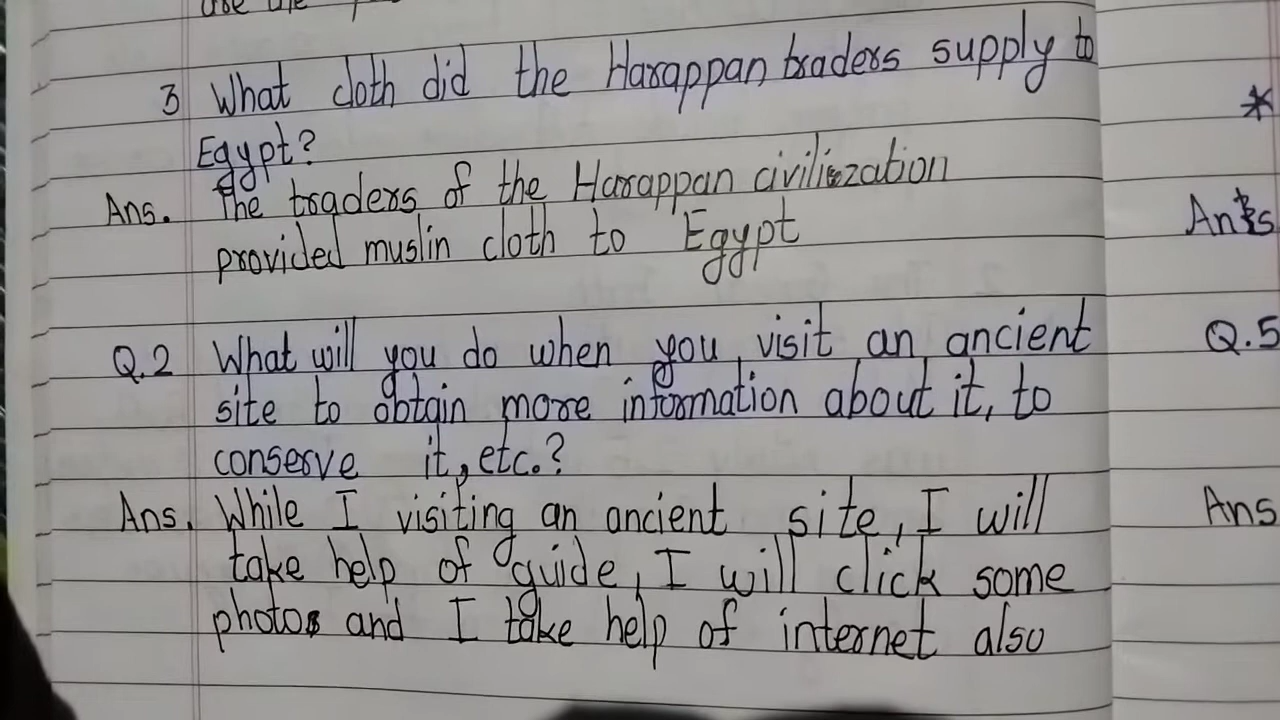 use the
3 What cloth did the Harappan traders supply to
Egypt?
Ans. The traders of the Harappan civilization
provided muslin cloth to Egypt
Q.2 What will you do when you visit an ancient
site to obtain more information about it, to
conserve it, etc.?
Ans. While I visiting an ancient site, I will
take help of guide, I will click some
photos and I take help of internet also
*
Ans
Q.5
Ans